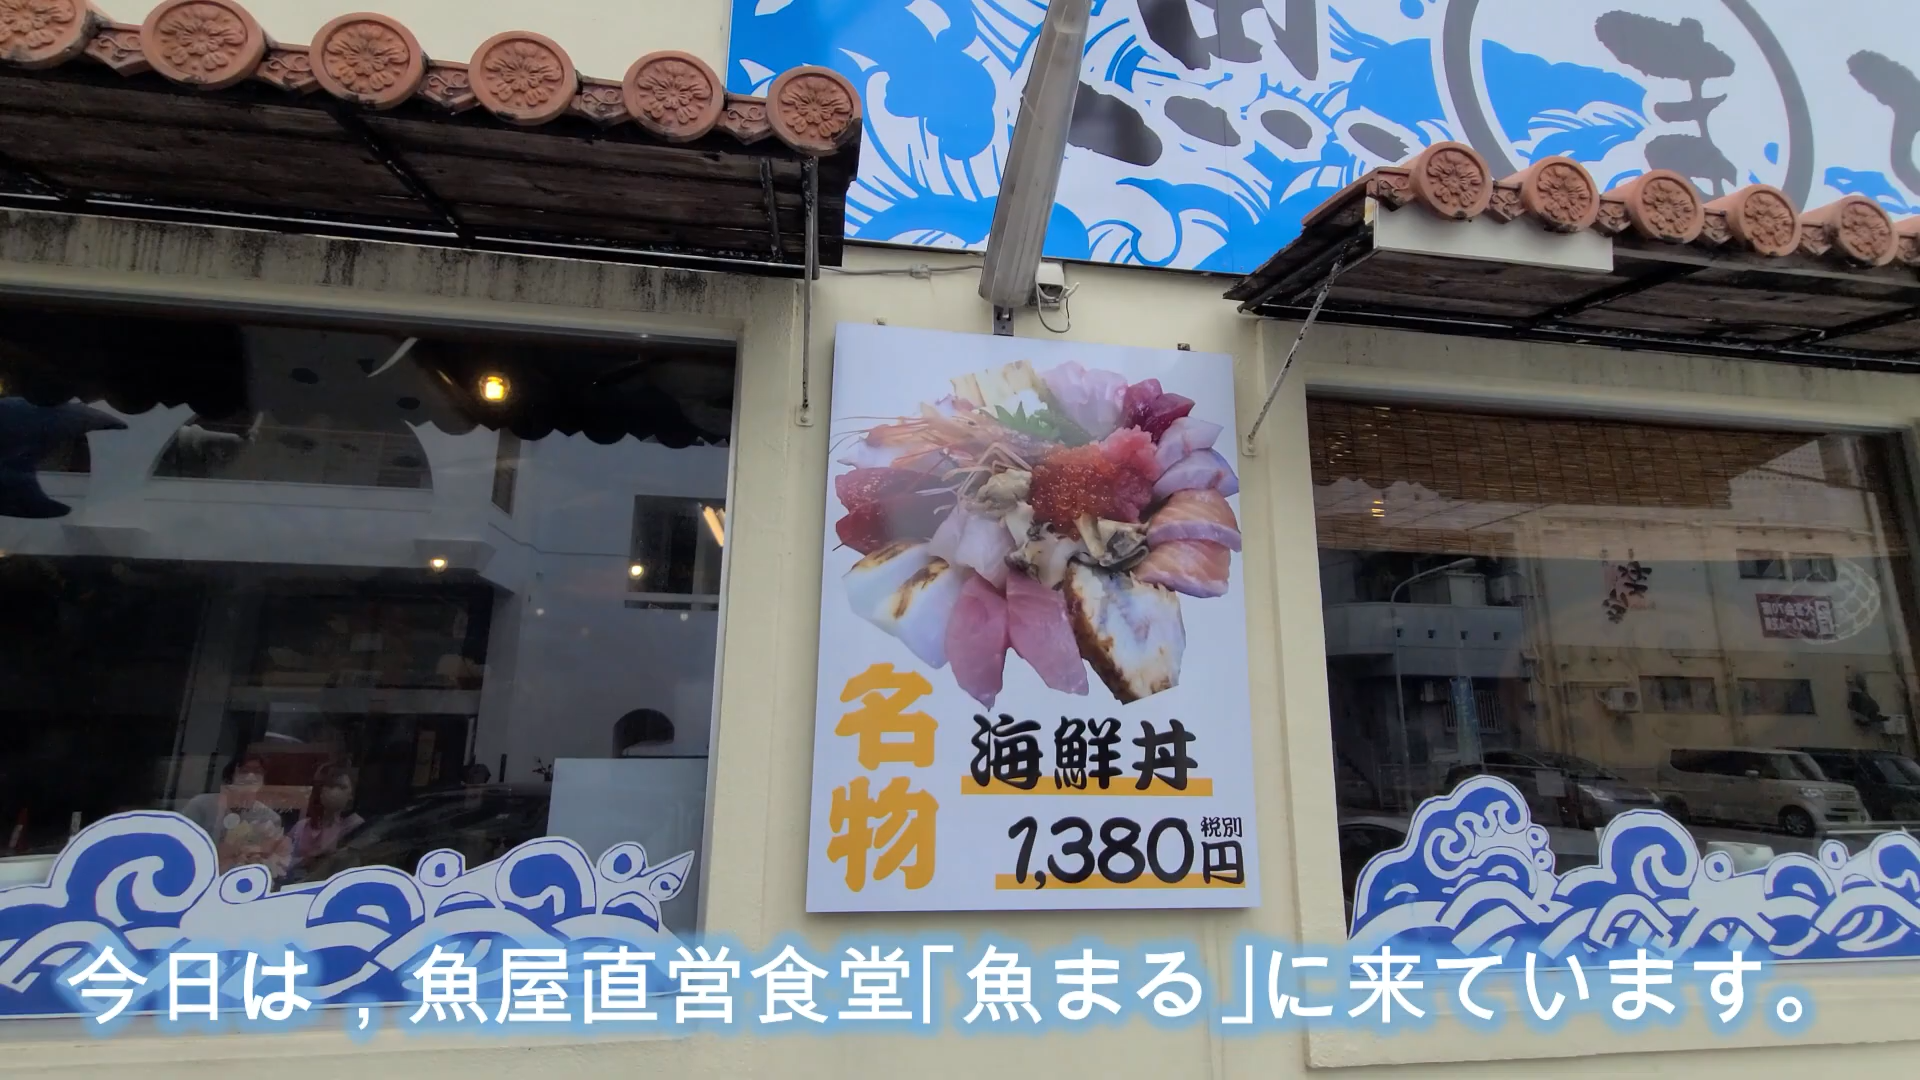 ま
名物
海鮮丼
1,380円
税別
今日は，魚屋直営食堂「魚まる」に来ています。